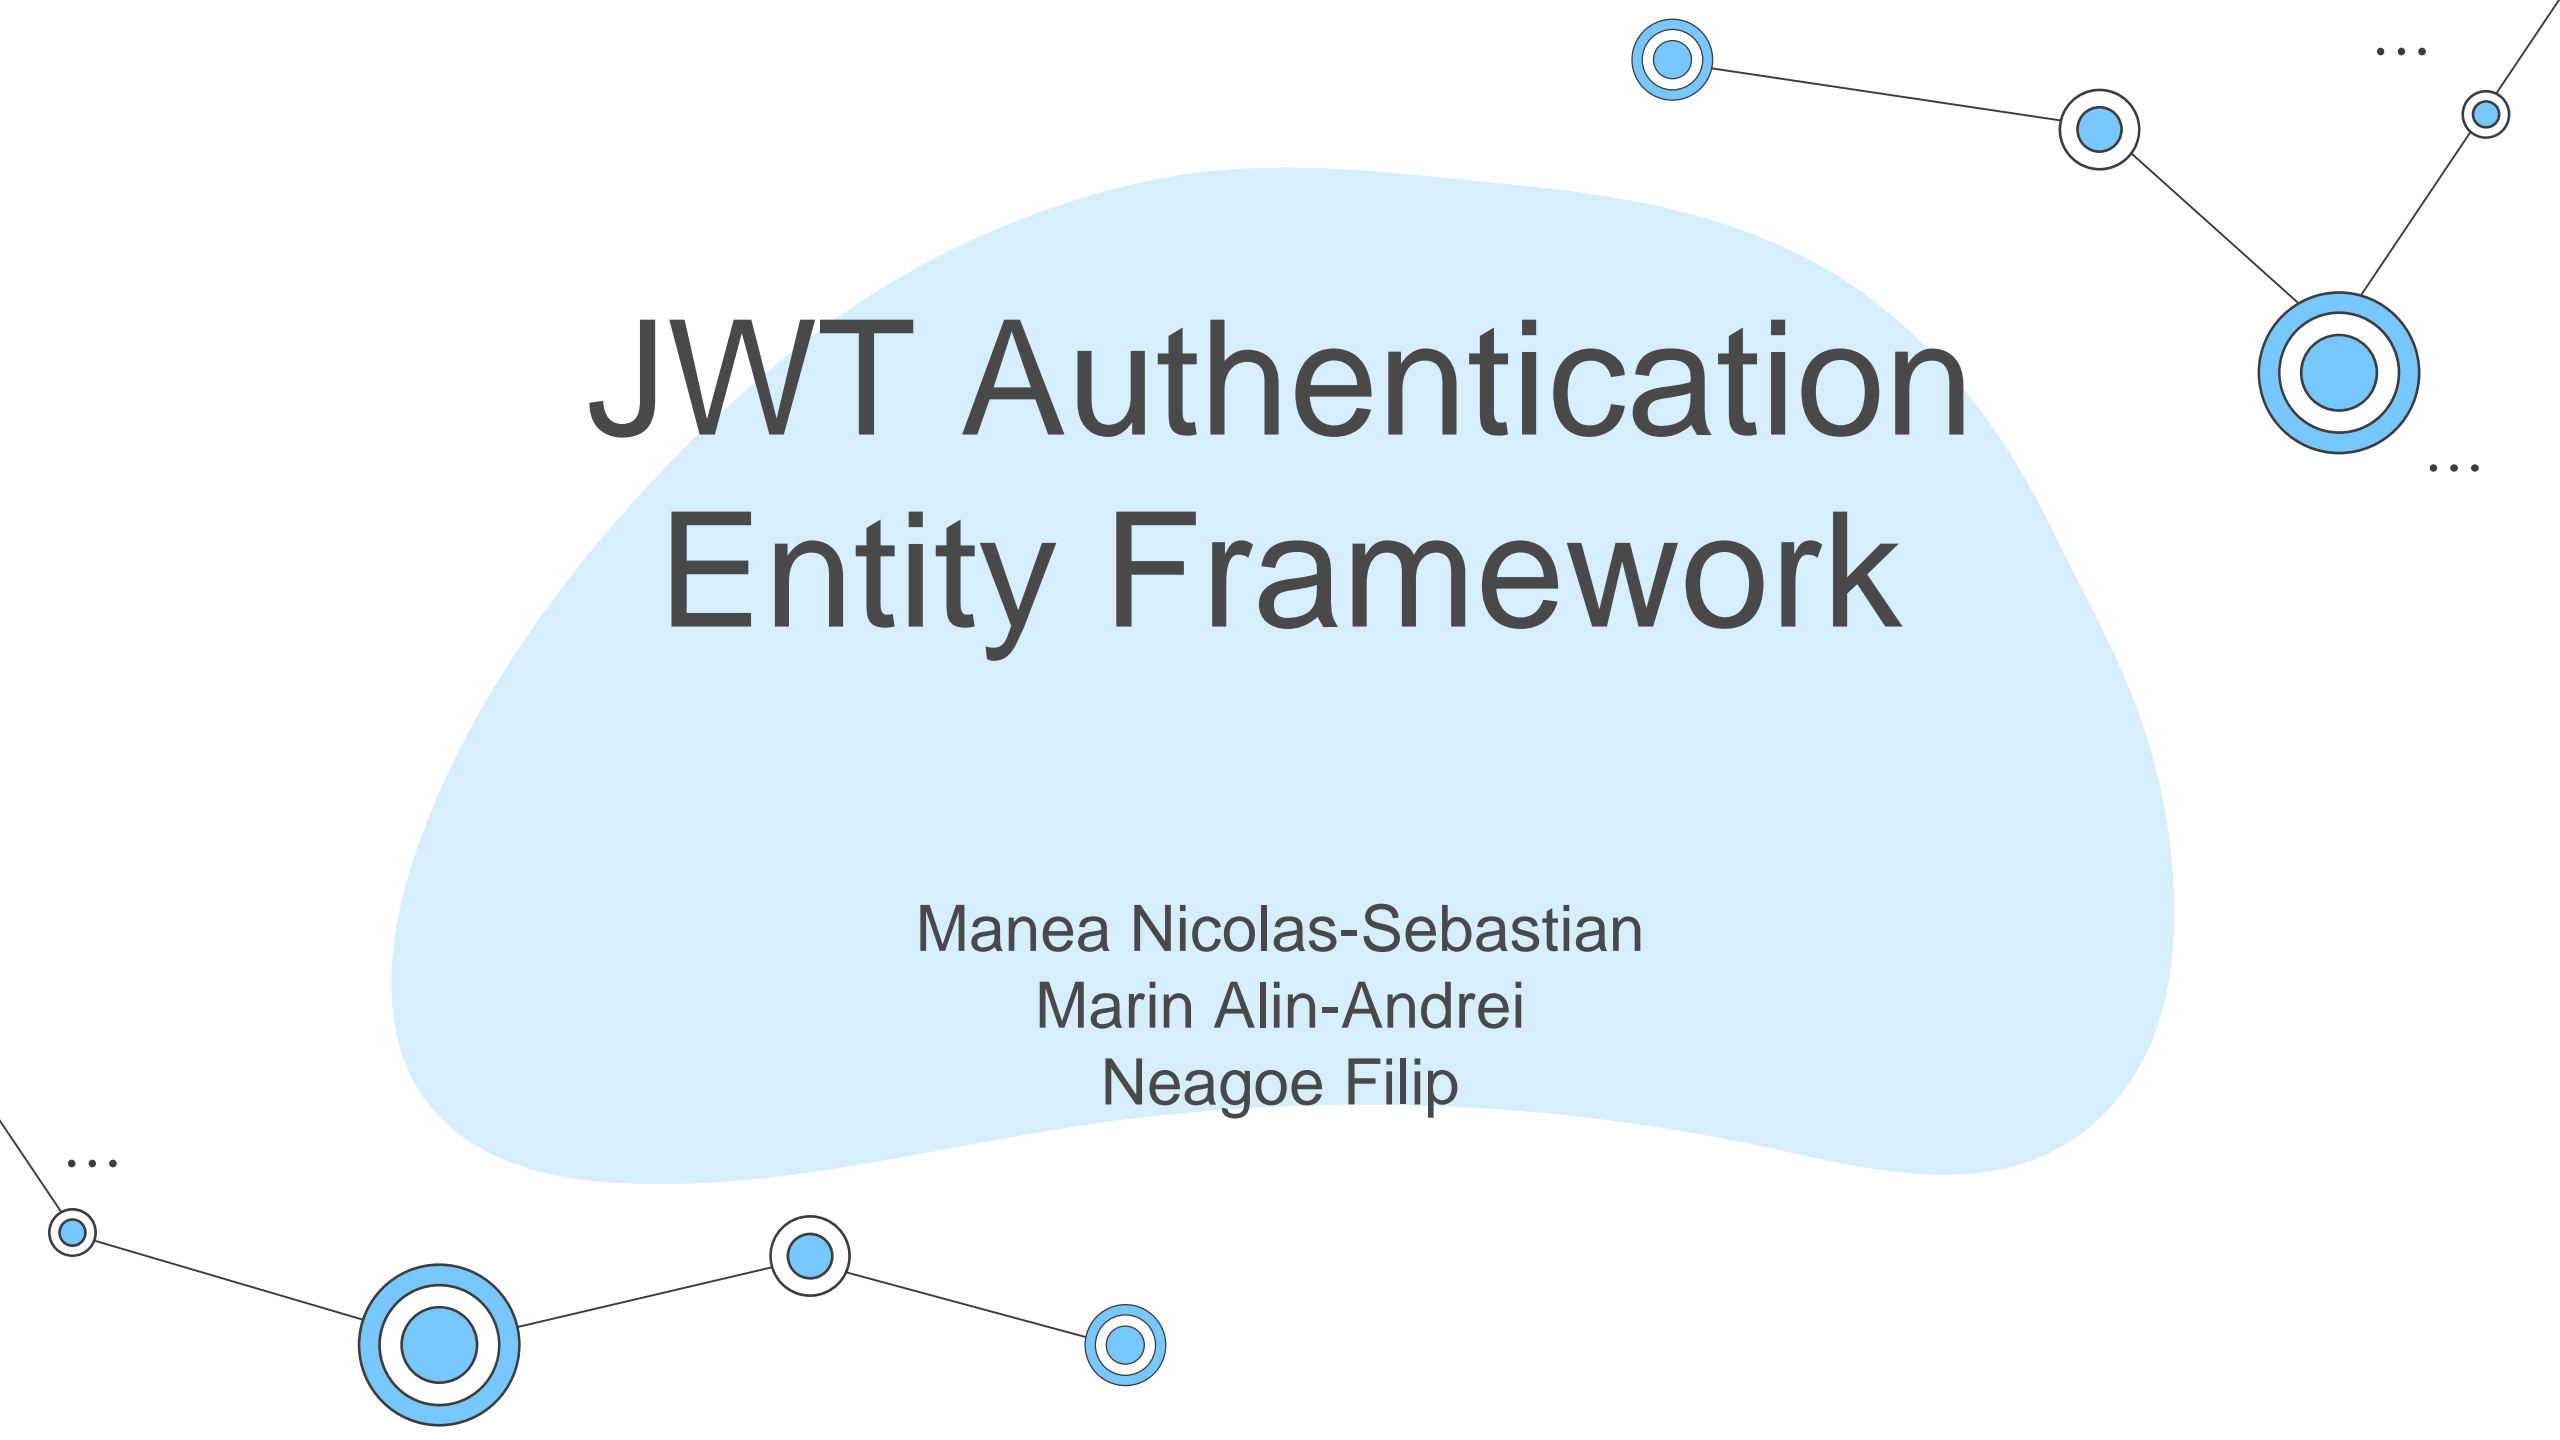 JWT Authentication
Entity Framework
Manea Nicolas-Sebastian
Marin Alin-Andrei
Neagoe Filip